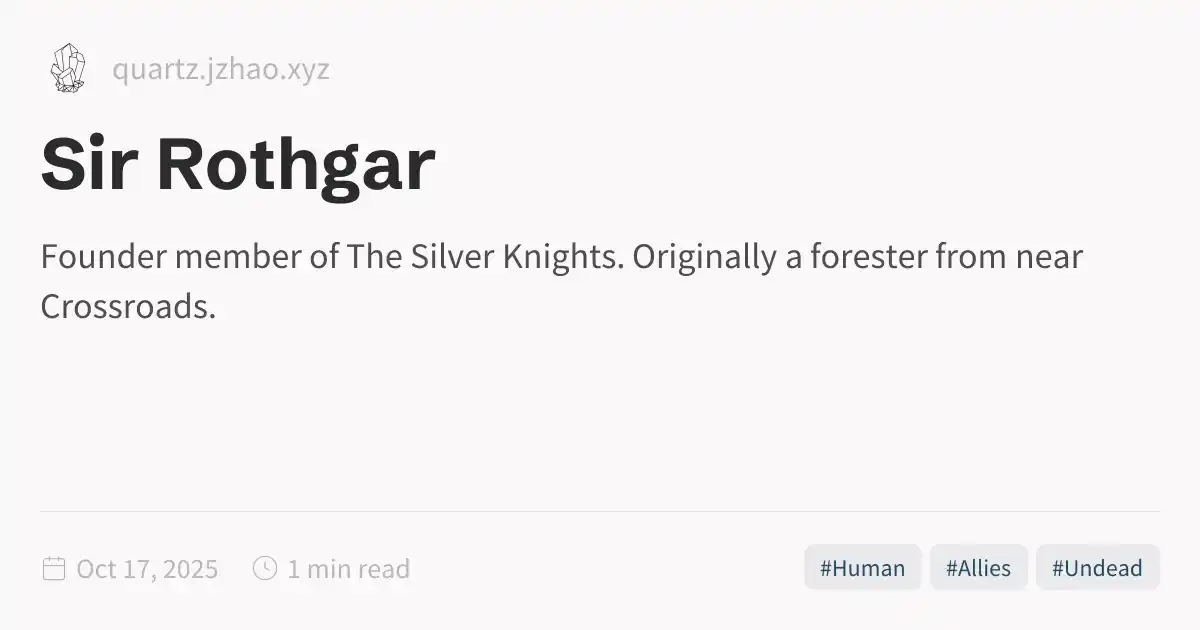 quartz.jzhao.xyz
Sir Rothgar
Founder member of The Silver Knights. Originally a forester from near
Crossroads.
Oct 17, 2025 1 min read #Human #Allies #Undead